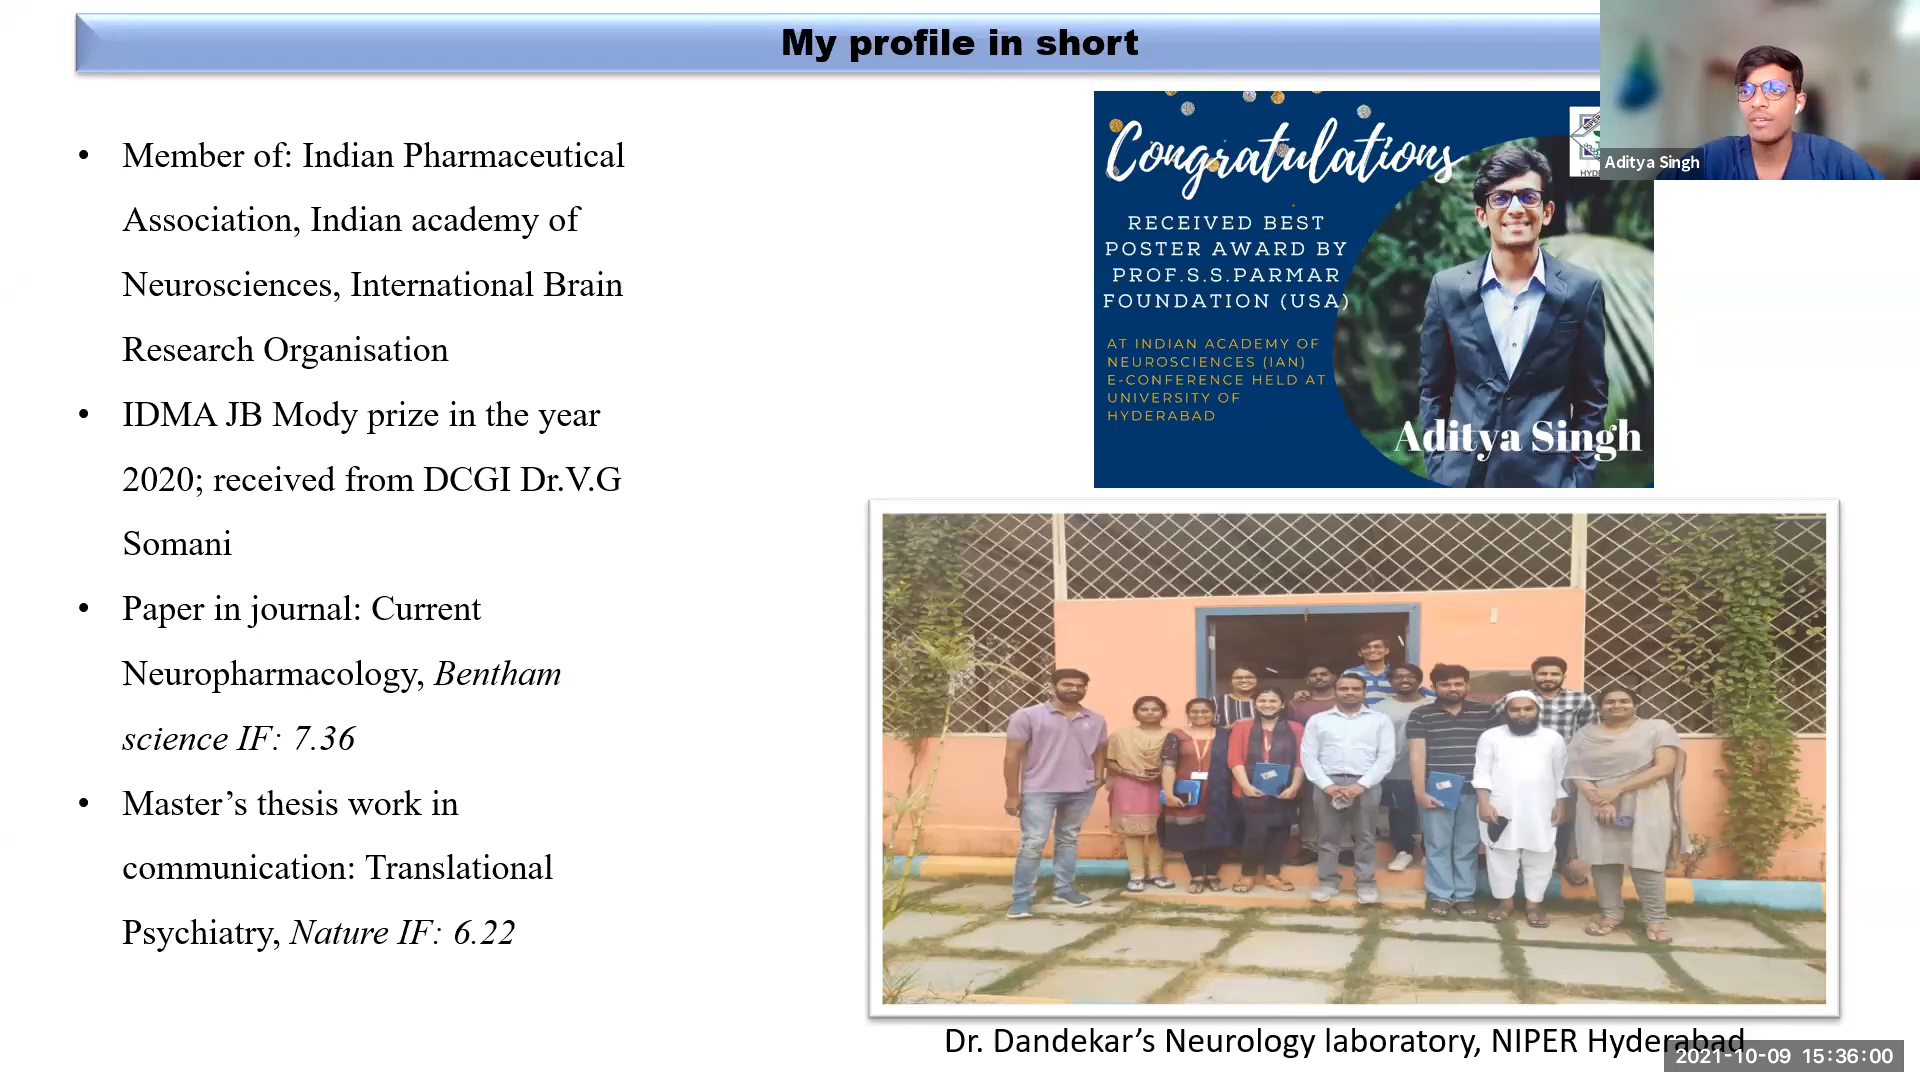 My profile in short
• Member of: Indian Pharmaceutical
Association, Indian academy of
Neurosciences, International Brain
Research Organisation
• IDMA JB Mody prize in the year
2020; received from DCGI Dr.V.G
Somani
• Paper in journal: Current
Neuropharmacology, Bentham
science IF: 7.36
• Master’s thesis work in
communication: Translational
Psychiatry, Nature IF: 6.22
Congratulations
RECEIVED BEST
POSTER AWARD BY
PROF.S.S.PARMAR
FOUNDATION (USA)
AT INDIAN ACADEMY OF
NEUROSCIENCES (IAN)
E-CONFERENCE HELD AT
UNIVERSITY OF
HYDERABAD
Aditya Singh
Aditya Singh
Dr. Dandekar’s Neurology laboratory, NIPER Hyderabad
2021-10-09 15:36:00